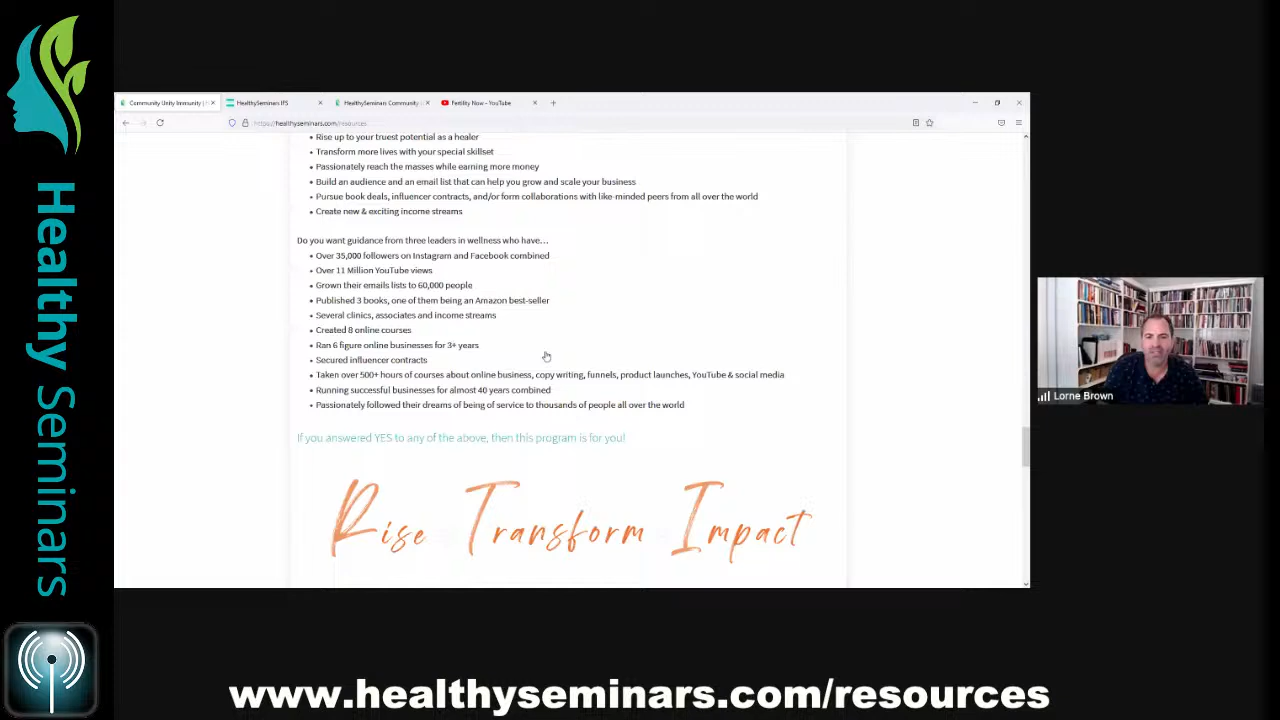 Healthy Seminars
Community Unity Immunity | H
HealthySeminars IFS
HealthySeminars Community
Fertility Now - YouTube
https://healthyseminars.com/resources
• Rise up to your truest potential as a healer
• Transform more lives with your special skillset
• Passionately reach the masses while earning more money
• Build an audience and an email list that can help you grow and scale your business
• Pursue book deals, influencer contracts, and/or form collaborations with like-minded peers from all over the world
• Create new & exciting income streams
Do you want guidance from three leaders in wellness who have…
• Over 35,000 followers on Instagram and Facebook combined
• Over 11 Million YouTube views
• Grown their emails lists to 60,000 people
• Published 3 books, one of them being an Amazon best-seller
• Several clinics, associates and income streams
• Created 8 online courses
• Ran 6 figure online businesses for 3+ years
• Secured influencer contracts
• Taken over 500+ hours of courses about online business, copy writing, funnels, product launches, YouTube & social media
• Running successful businesses for almost 40 years combined
• Passionately followed their dreams of being of service to thousands of people all over the world
If you answered YES to any of the above, then this program is for you!
Rise Transform Impact
Lorne Brown
www.healthyseminars.com/resources